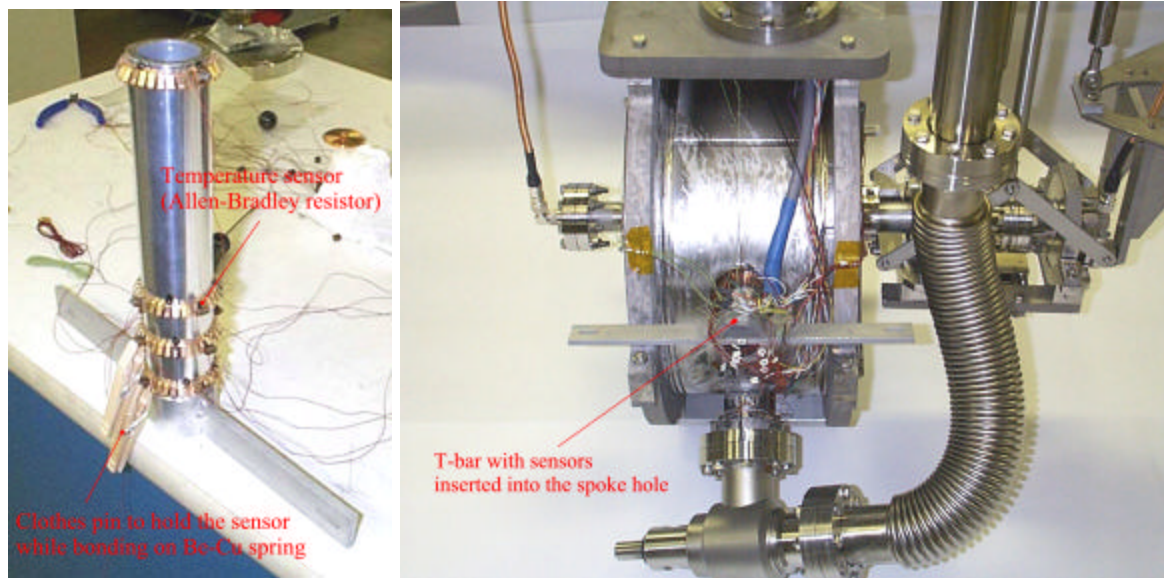 Temperature sensor
(Allen-Bradley resistor)
Clothes pin to hold the sensor
while bonding on Be-Cu spring
T-bar with sensors
inserted into the spoke hole